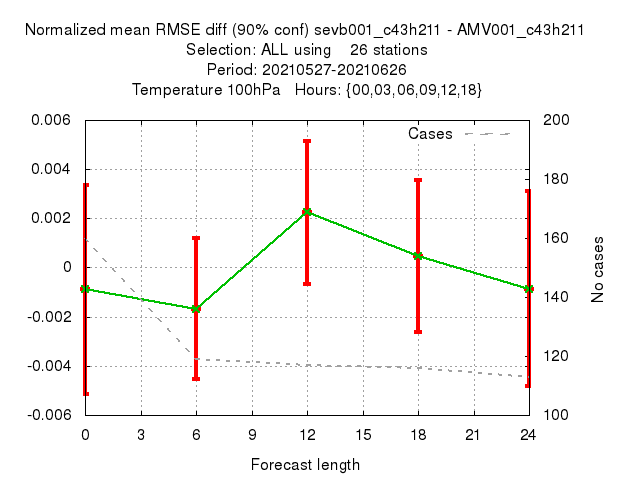 Normalized mean RMSE diff (90% conf) sevb001_c43h211 - AMV001_c43h211
Selection: ALL using    26 stations
Period: 20210527-20210626
Temperature 100hPa   Hours: {00,03,06,09,12,18}
0.006
0.004
0.002
0
-0.002
-0.004
-0.006
Cases
200
180
160
140
120
100
No cases
0 3 6 9 12 15 18 21 24
Forecast length